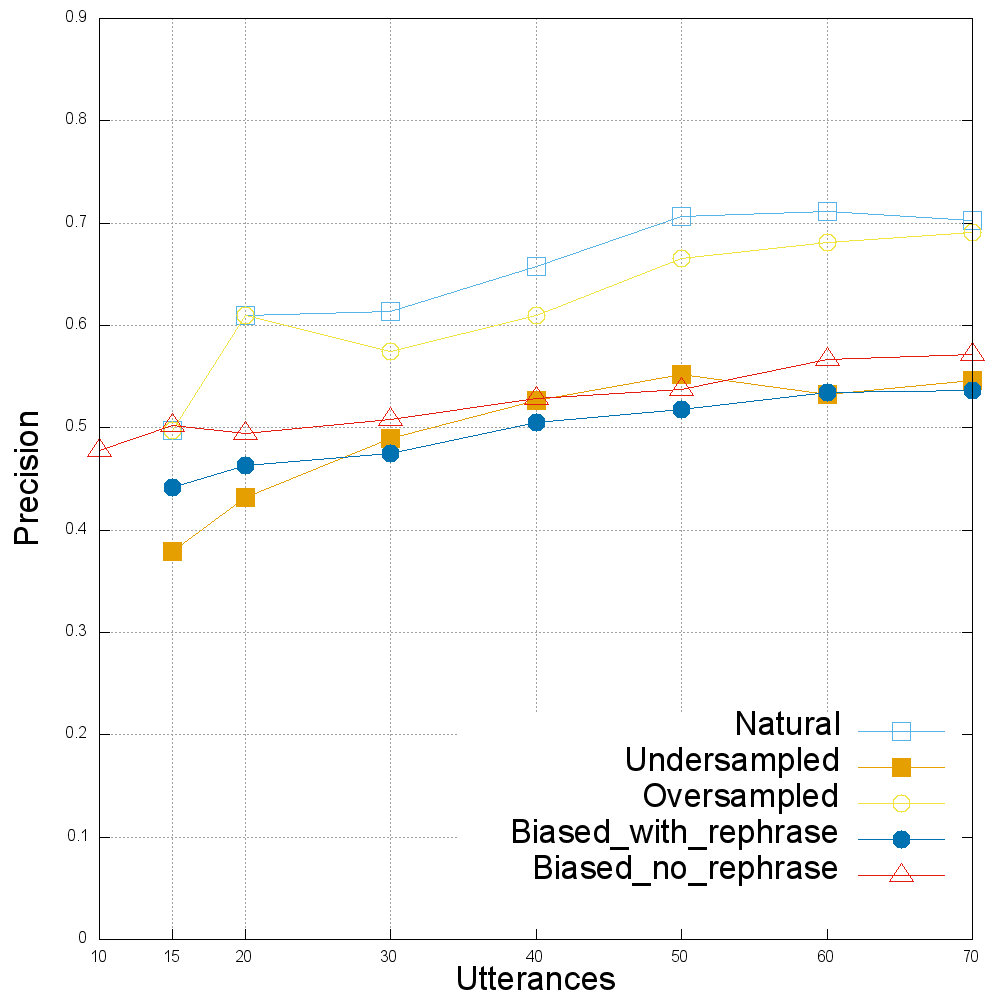 0.9
0.8
0.7
0.6
0.5
0.4
0.3
0.2
0.1
0
Precision
Natural
Undersampled
Oversampled
Biased_with_rephrase
Biased_no_rephrase
10 15 20 30 40 50 60 70
Utterances